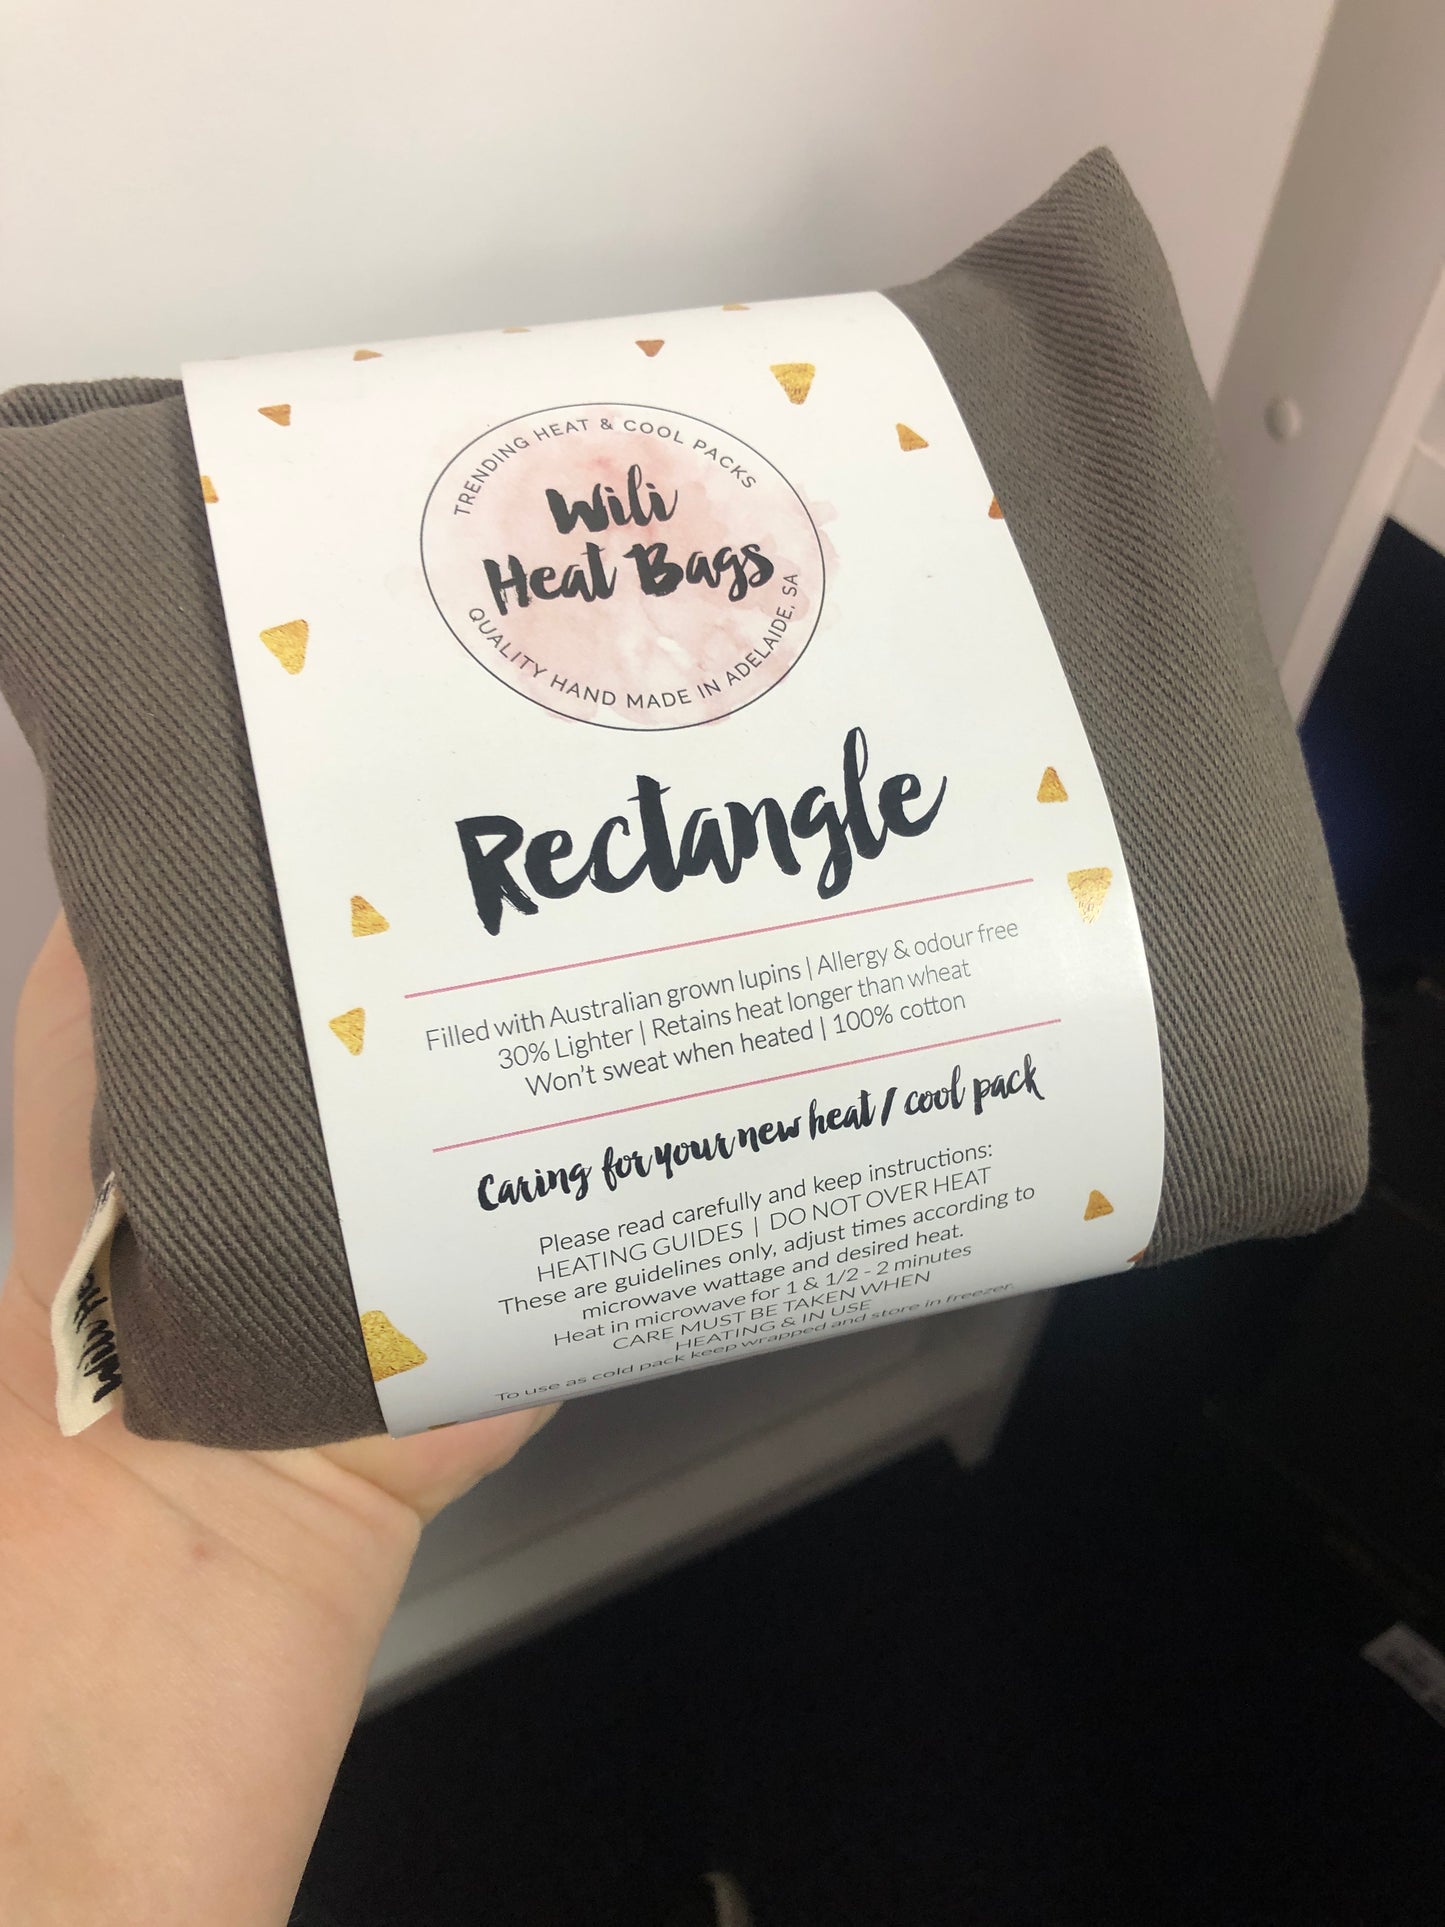 TRENDING HEAT & COOL PACKS
Wili
Heat Bags
QUALITY HAND MADE IN ADELAIDE, SA
Rectangle
Filled with Australian grown lupins | Allergy & odour free
30% Lighter | Retains heat longer than wheat
Won't sweat when heated | 100% cotton
Caring for your new heat / cool pack
Please read carefully and keep instructions:
HEATING GUIDES | DO NOT OVER HEAT
These are guidelines only, adjust times according to
microwave wattage and desired heat.
Heat in microwave for 1 & 1/2 - 2 minutes
CARE MUST BE TAKEN WHEN
HEATING & IN USE
To use as cold pack keep wrapped and store in freezer.